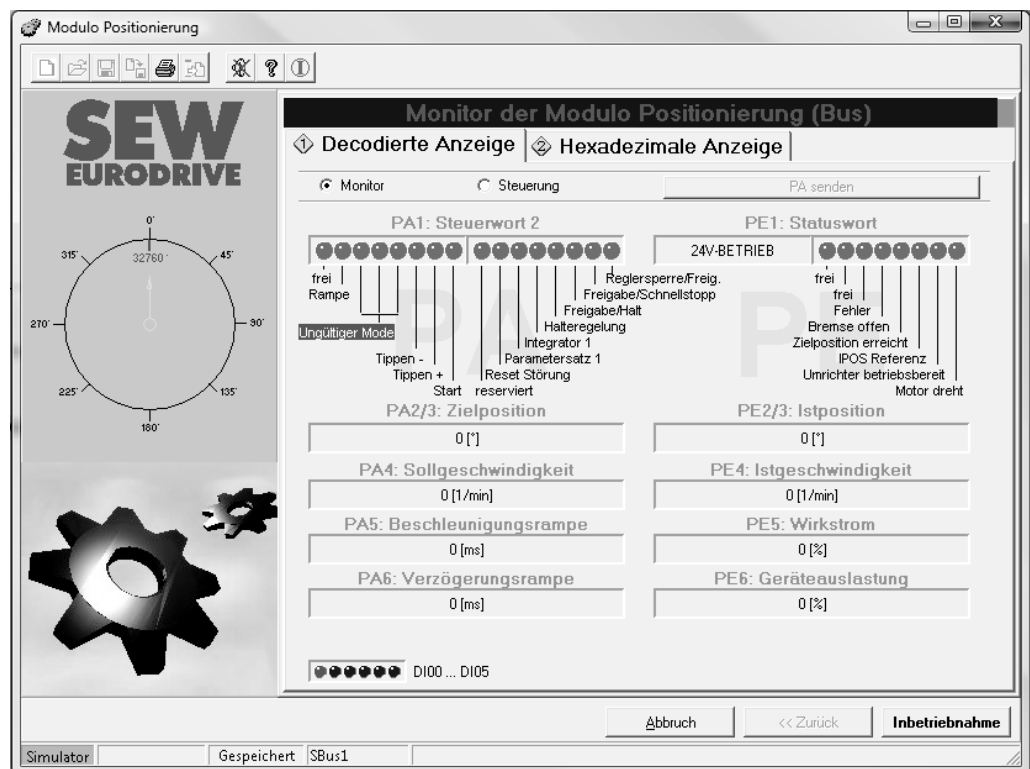 Modulo Positionierung
SEW
EURODRIVE
0°
32760 °
45°
90°
135°
180°
225°
270°
315°
Monitor der Modulo Positionierung (Bus)
1 Decodierte Anzeige
2 Hexadezimale Anzeige
Monitor
Steuerung
PA senden
PA
PE
PA1: Steuerwort 2
frei
Rampe
Ungültiger Mode
Tippen -
Tippen +
Start
reserviert
Reset Störung
Parametersatz 1
Integrator 1
Halteregelung
Freigabe/Halt
Freigabe/Schnellstopp
Reglersperre/Freig.
PE1: Statuswort
24V-BETRIEB
frei
frei
Fehler
Bremse offen
Zielposition erreicht
IPOS Referenz
Umrichter betriebsbereit
Motor dreht
PA2/3: Zielposition
0 [°]
PE2/3: Istposition
0 [°]
PA4: Sollgeschwindigkeit
0 [1/min]
PE4: Istgeschwindigkeit
0 [1/min]
PA5: Beschleunigungsrampe
0 [ms]
PE5: Wirkstrom
0 [%]
PA6: Verzögerungsrampe
0 [ms]
PE6: Geräteauslastung
0 [%]
DI00 ... DI05
Abbruch
<< Zurück
Inbetriebnahme
Simulator
Gespeichert
SBus1